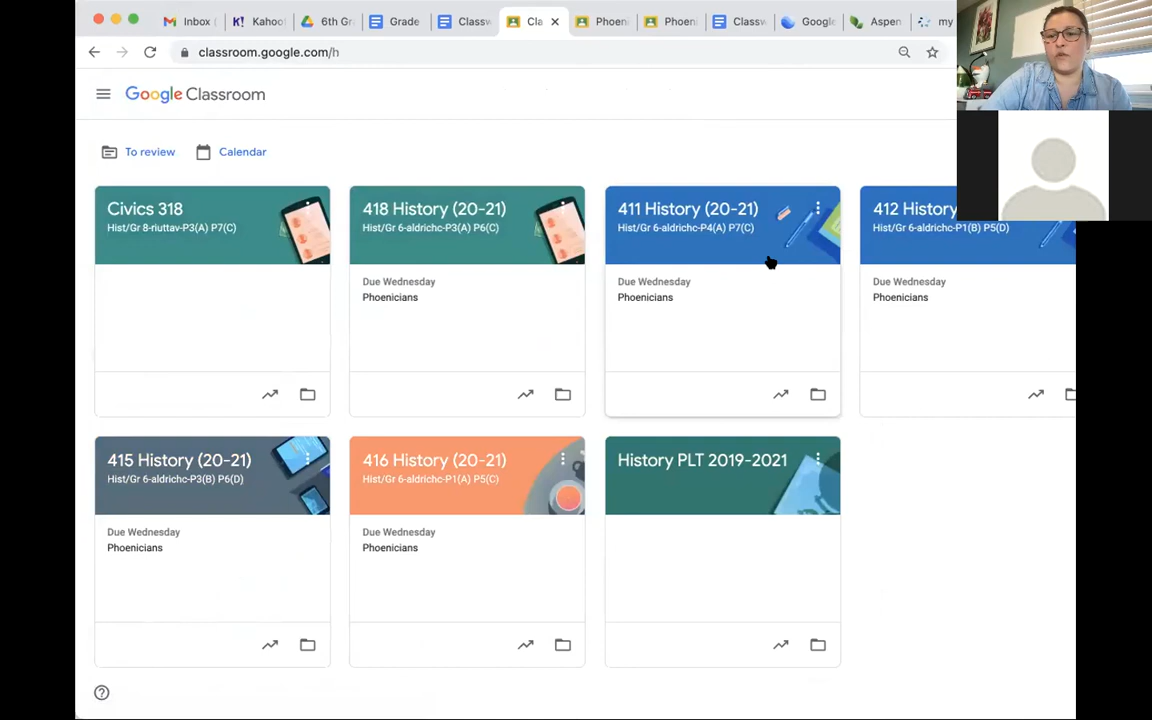 Inbox ( Kahoo 6th Gr Grade Classw Cla Phoeni Phoeni Classw Google Aspen my
classroom.google.com/h
Google Classroom
To review Calendar
Civics 318
Hist/Gr 8-riuttav-P3(A) P7(C)
418 History (20-21)
Hist/Gr 6-aldrichc-P3(A) P6(C)
Due Wednesday
Phoenicians
411 History (20-21)
Hist/Gr 6-aldrichc-P4(A) P7(C)
Due Wednesday
Phoenicians
412 History
Hist/Gr 6-aldrichc-P1(B) P5(D)
Due Wednesday
Phoenicians
415 History (20-21)
Hist/Gr 6-aldrichc-P3(B) P6(D)
Due Wednesday
Phoenicians
416 History (20-21)
Hist/Gr 6-aldrichc-P1(A) P5(C)
Due Wednesday
Phoenicians
History PLT 2019-2021